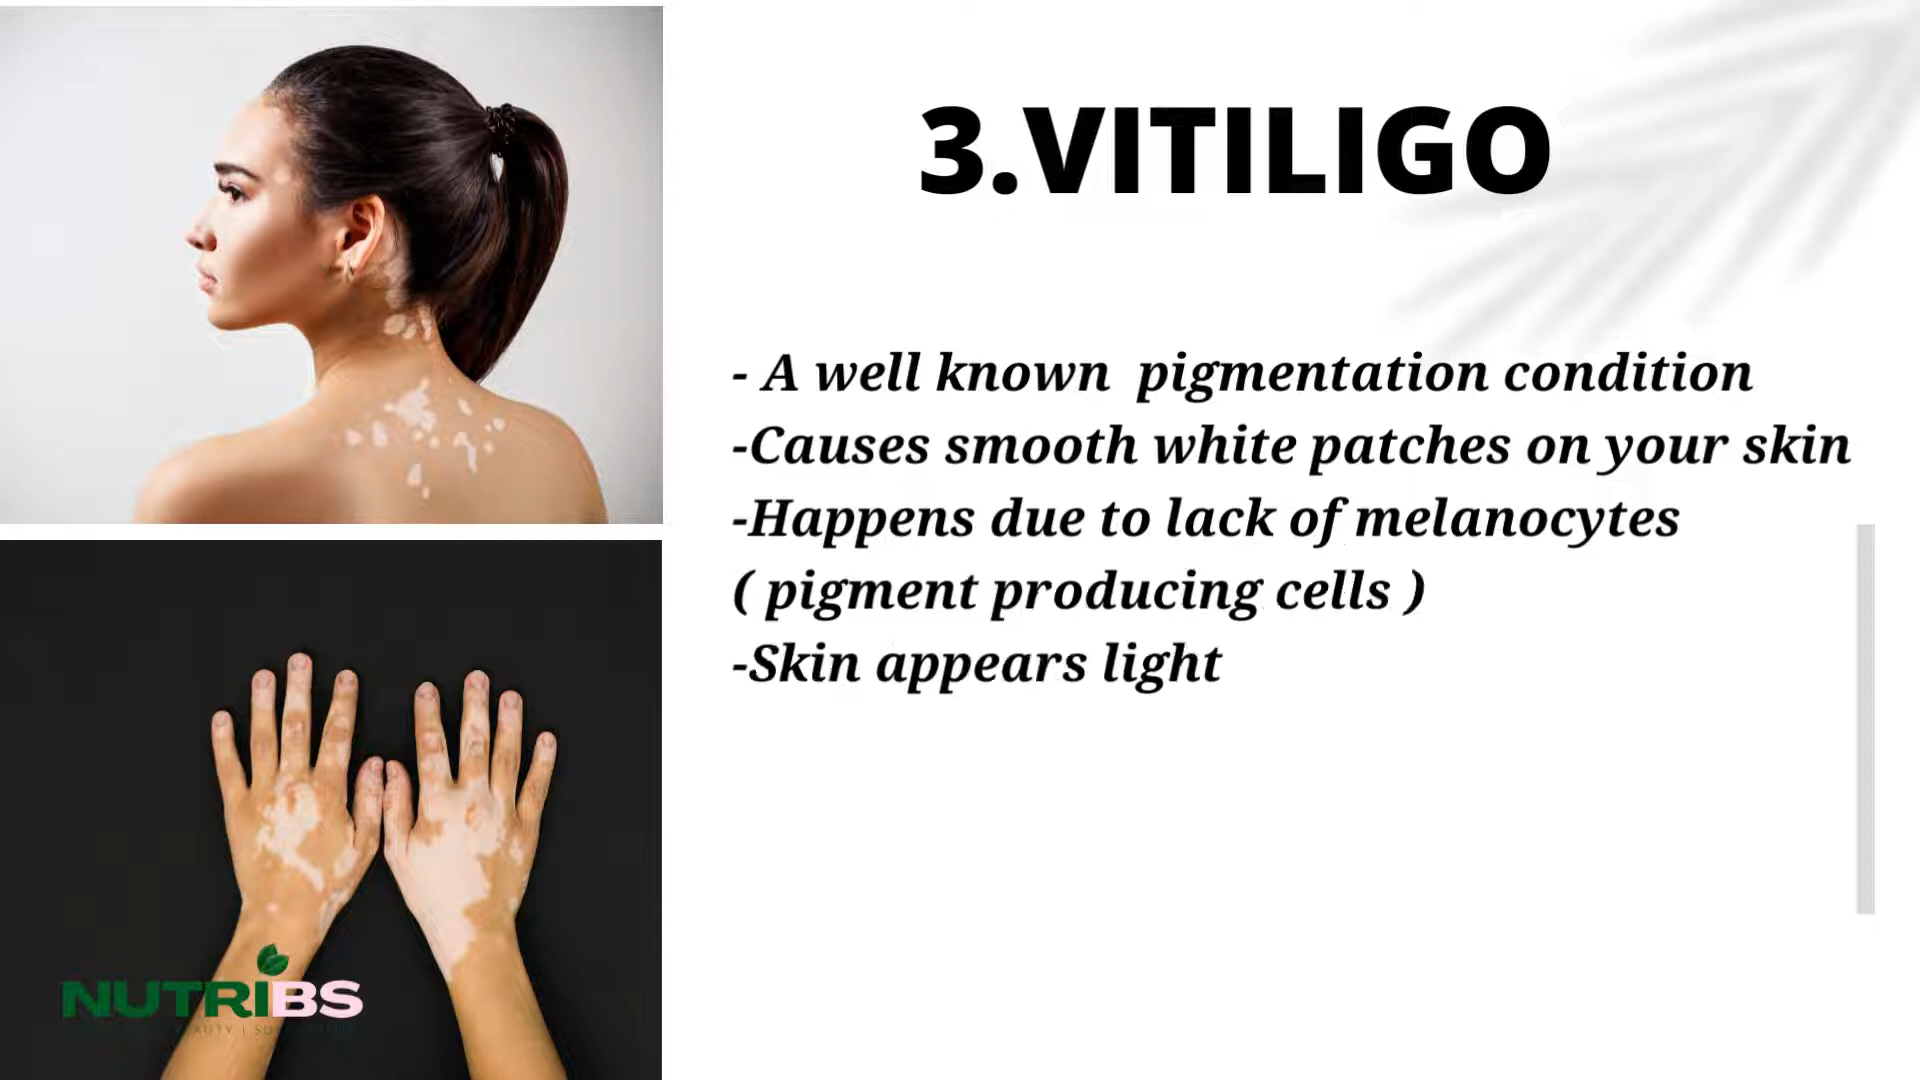 3.VITILIGO
- A well known pigmentation condition
-Causes smooth white patches on your skin
-Happens due to lack of melanocytes
( pigment producing cells )
-Skin appears light
NUTRIBS